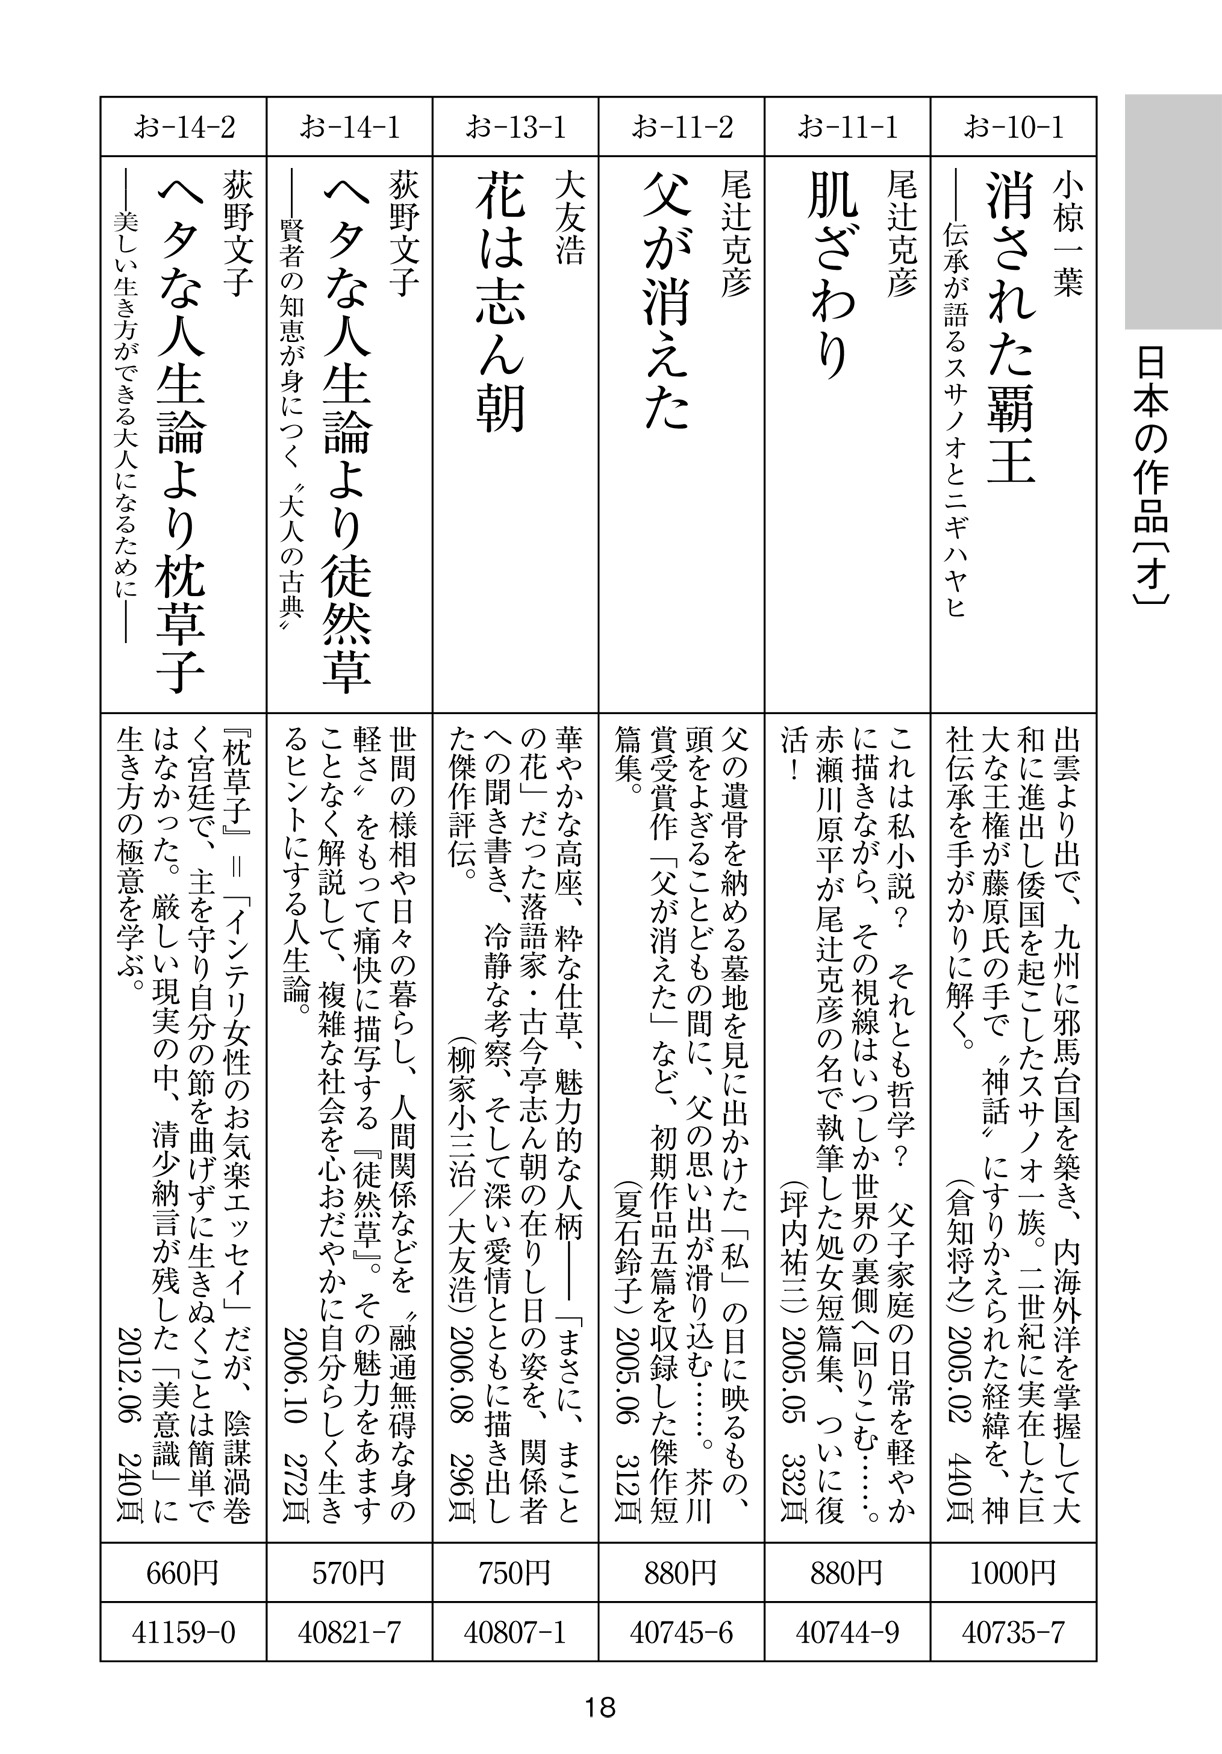 日本の作品〔オ〕
お-10-1
小椋一葉
消された覇王
――伝承が語るスサノオとニギハヤヒ
出雲より出で、九州に邪馬台国を築き、内海外洋を掌握して大
和に進出し倭国を起こしたスサノオ一族。二世紀に実在した巨
大な王権が藤原氏の手で〝神話〟にすりかえられた経緯を、神
社伝承を手がかりに解く。 (倉知将之) 2005.02 440頁
1000円
40735-7
お-11-1
尾辻克彦
肌ざわり
これは私小説? それとも哲学? 父子家庭の日常を軽やか
に描きながら、その視線はいつしか世界の裏側へ回りこむ……。
赤瀬川原平が尾辻克彦の名で執筆した処女短篇集、ついに復
活! (坪内祐三) 2005.05 332頁
880円
40744-9
お-11-2
尾辻克彦
父が消えた
父の遺骨を納める墓地を見に出かけた「私」の目に映るもの、
頭をよぎることどもの間に、父の思い出が滑り込む……。芥川
賞受賞作「父が消えた」など、初期作品五篇を収録した傑作短
篇集。 (夏石鈴子) 2005.06 312頁
880円
40745-6
お-13-1
大友浩
花は志ん朝
華やかな高座、粋な仕草、魅力的な人柄――「まさに、まこと
の花」だった落語家・古今亭志ん朝の在りし日の姿を、関係者
への聞き書き、冷静な考察、そして深い愛情とともに描き出し
た傑作評伝。 (柳家小三治/大友浩) 2006.08 296頁
750円
40807-1
お-14-1
荻野文子
ヘタな人生論より徒然草
――賢者の知恵が身につく〝大人の古典〟
世間の様相や日々の暮らし、人間関係などを〝融通無碍な身の
軽さ〟をもって痛快に描写する『徒然草』。その魅力をあます
ことなく解説して、複雑な社会を心おだやかに自分らしく生き
るヒントにする人生論。 2006.10 272頁
570円
40821-7
お-14-2
荻野文子
ヘタな人生論より枕草子
――美しい生き方ができる大人になるために――
『枕草子』=「インテリ女性のお気楽エッセイ」だが、陰謀渦巻
く宮廷で、主を守り自分の節を曲げずに生きぬくことは簡単で
はなかった。厳しい現実の中、清少納言が残した「美意識」に
生き方の極意を学ぶ。 2012.06 240頁
660円
41159-0
18